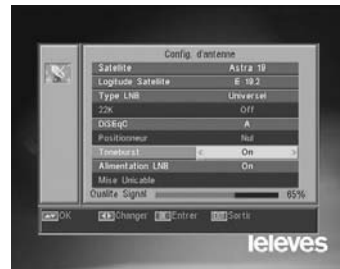 Config. d'antenne
Satellite Astra 19
Logitude Satellite E 19.2
Type LNB Universel
22K Off
DiSEqC A
Positionneur Nul
Toneburst < On >
Alimentation LNB On
Mise Unicable
Qualite Signal 65%
OK Changer Entrer Sortir
televes